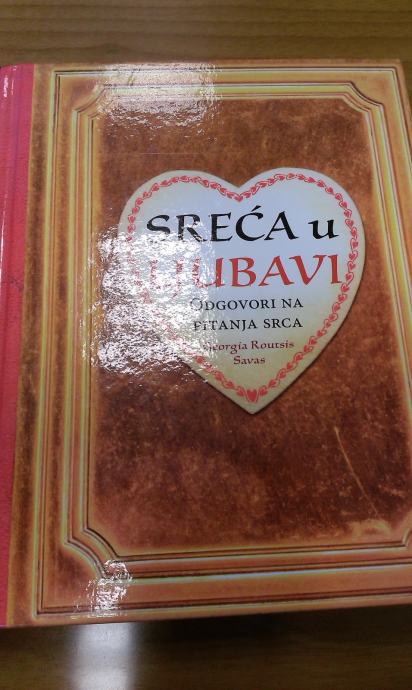 SREĆA u
LJUBAVI
ODGOVORI NA
PITANJA SRCA
Georgia Routsis
Savas